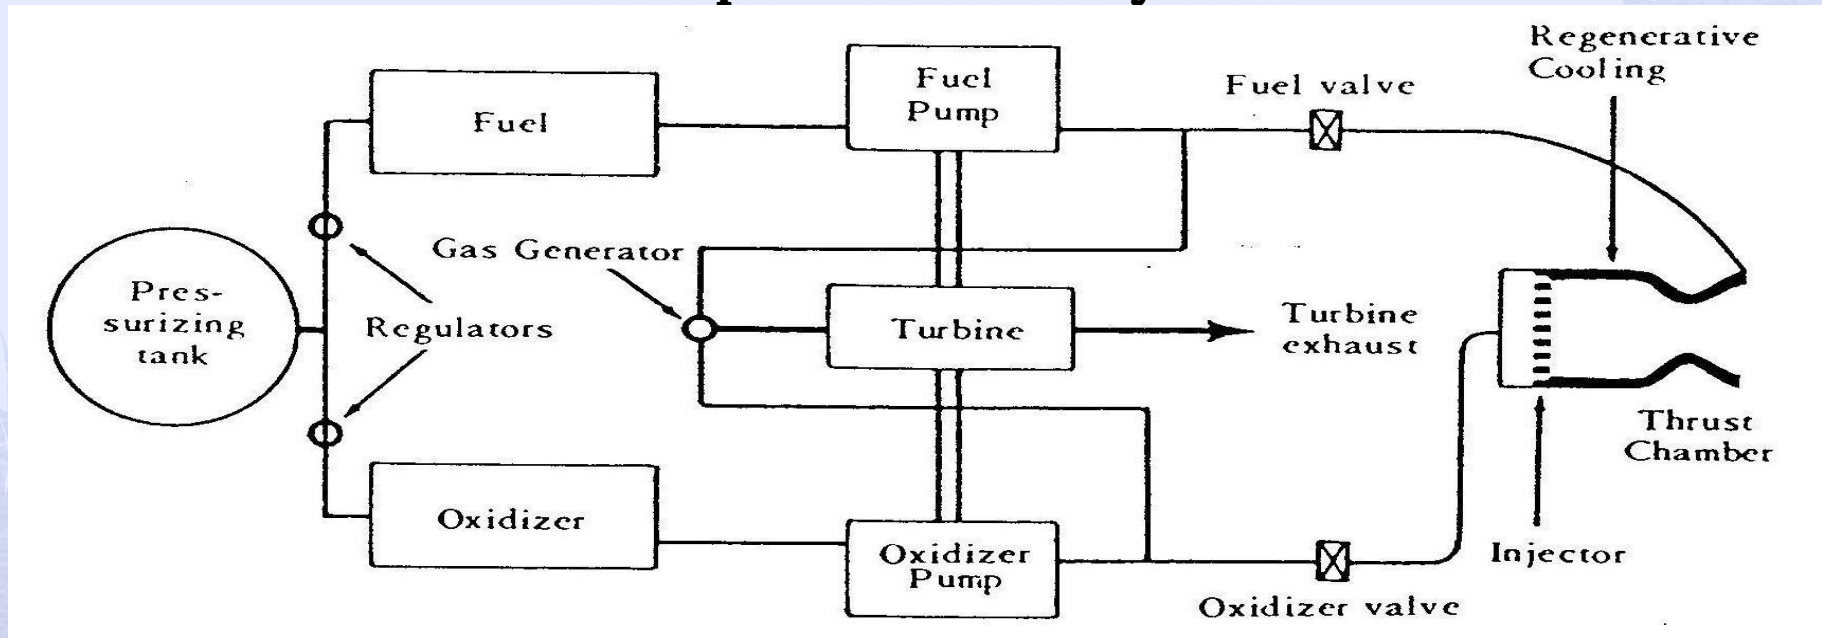 Regenerative
Cooling
Fuel valve
Fuel
Pump
Fuel
Gas Generator
Pres-
surizing
tank
Regulators
Turbine
Turbine
exhaust
Thrust
Chamber
Oxidizer
Oxidizer
Pump
Injector
Oxidizer valve